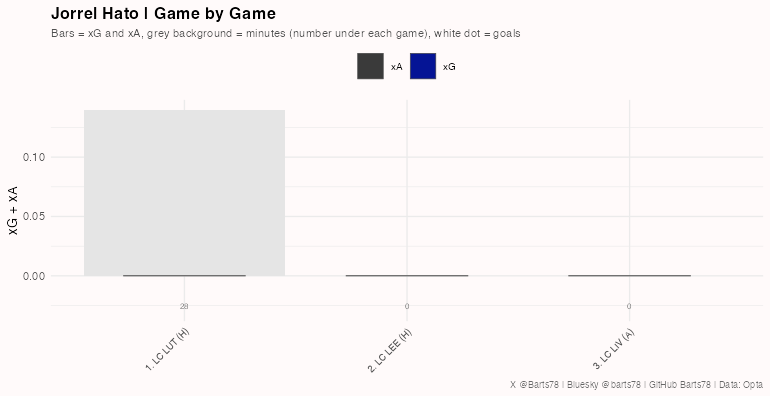 Jorrel Hato | Game by Game
Bars = xG and xA, grey background = minutes (number under each game), white dot = goals
xA
xG
xG + xA
0.10
0.05
0.00
28
0
0
1. LC LUT (H)
2. LC LEE (H)
3. LC LIV (A)
X @Barts78 | Bluesky @barts78 | GitHub Barts78 | Data: Opta